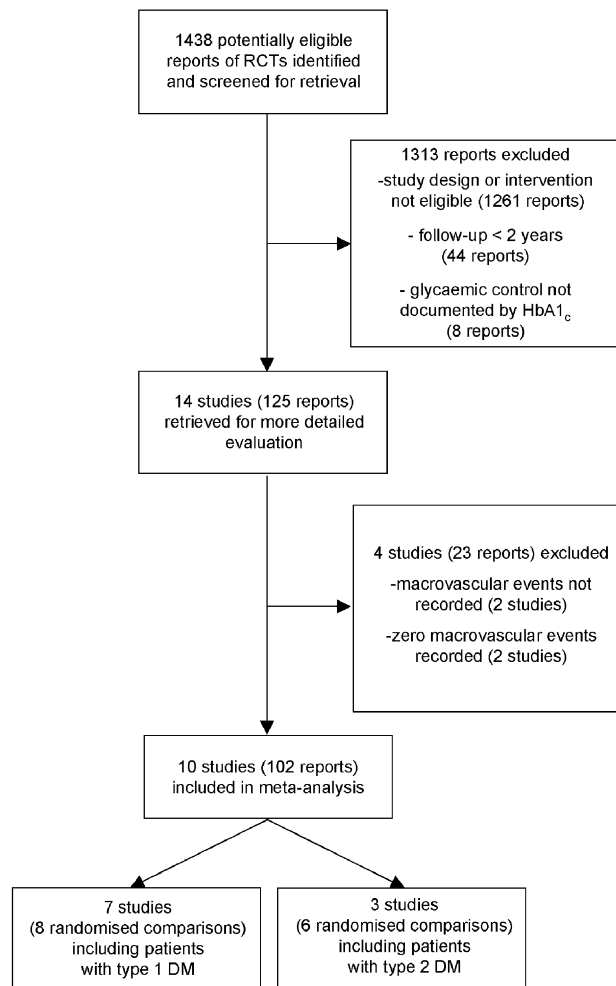 1438 potentially eligible
reports of RCTs identified
and screened for retrieval
1313 reports excluded
-study design or intervention
not eligible (1261 reports)
- follow-up < 2 years
(44 reports)
- glycaemic control not
documented by HbA1c
(8 reports)
14 studies (125 reports)
retrieved for more detailed
evaluation
4 studies (23 reports) excluded
-macrovascular events not
recorded (2 studies)
-zero macrovascular events
recorded (2 studies)
10 studies (102 reports)
included in meta-analysis
7 studies
(8 randomised comparisons)
including patients
with type 1 DM
3 studies
(6 randomised comparisons)
including patients
with type 2 DM